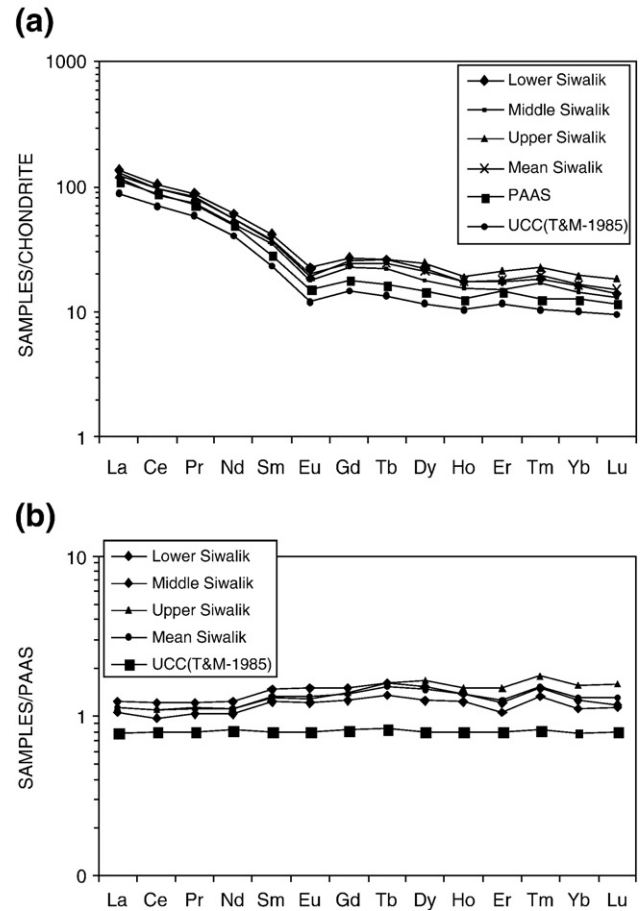 (a)
1000
100
10
1
SAMPLES/CHONDRITE
Lower Siwalik
Middle Siwalik
Upper Siwalik
Mean Siwalik
PAAS
UCC(T&M-1985)
La Ce Pr Nd Sm Eu Gd Tb Dy Ho Er Tm Yb Lu
(b)
10
1
0
SAMPLES/PAAS
Lower Siwalik
Middle Siwalik
Upper Siwalik
Mean Siwalik
UCC(T&M-1985)
La Ce Pr Nd Sm Eu Gd Tb Dy Ho Er Tm Yb Lu